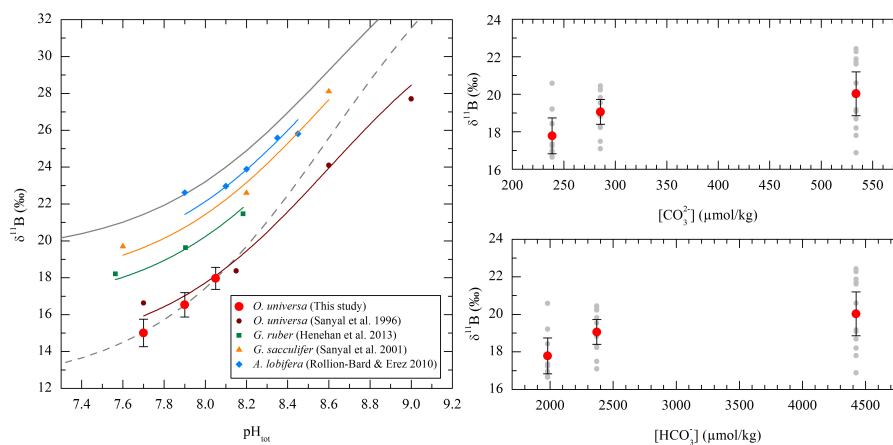 32
30
28
26
24
22
20
18
16
14
12
δ¹¹B (‰)
7.4 7.6 7.8 8.0 8.2 8.4 8.6 8.8 9.0 9.2
pH_tot
O. universa (This study)
O. universa (Sanyal et al. 1996)
G. ruber (Henehan et al. 2013)
G. sacculifer (Sanyal et al. 2001)
A. lobifera (Rollion-Bard & Erez 2010)
24
22
20
18
16
δ¹¹B (‰)
200 250 300 350 400 450 500 550
[CO₃²⁻] (μmol/kg)
24
22
20
18
16
δ¹¹B (‰)
2000 2500 3000 3500 4000 4500
[HCO₃⁻] (μmol/kg)